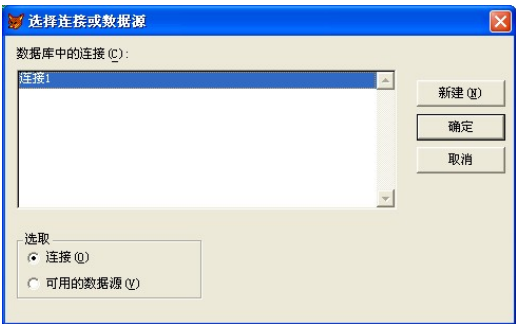 选择连接或数据源
数据库中的连接(C):
连接1
新建(N)
确定
取消
选取
连接(O)
可用的数据源(V)